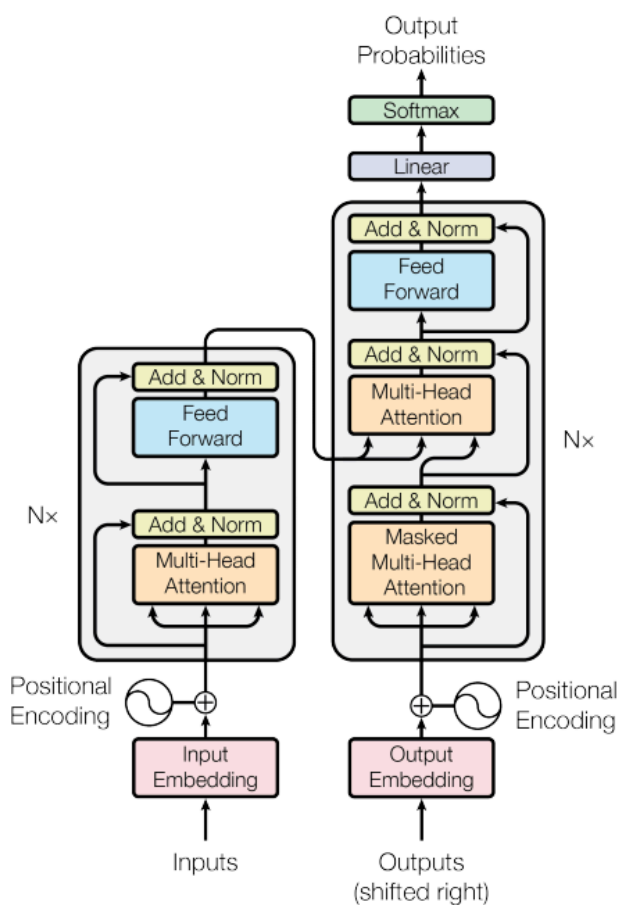 Output
Probabilities
Softmax
Linear
Add & Norm
Feed
Forward
Add & Norm
Multi-Head
Attention
Add & Norm
Masked
Multi-Head
Attention
Nx
Positional
Encoding
Output
Embedding
Outputs
(shifted right)
Add & Norm
Feed
Forward
Add & Norm
Multi-Head
Attention
Nx
Positional
Encoding
Input
Embedding
Inputs